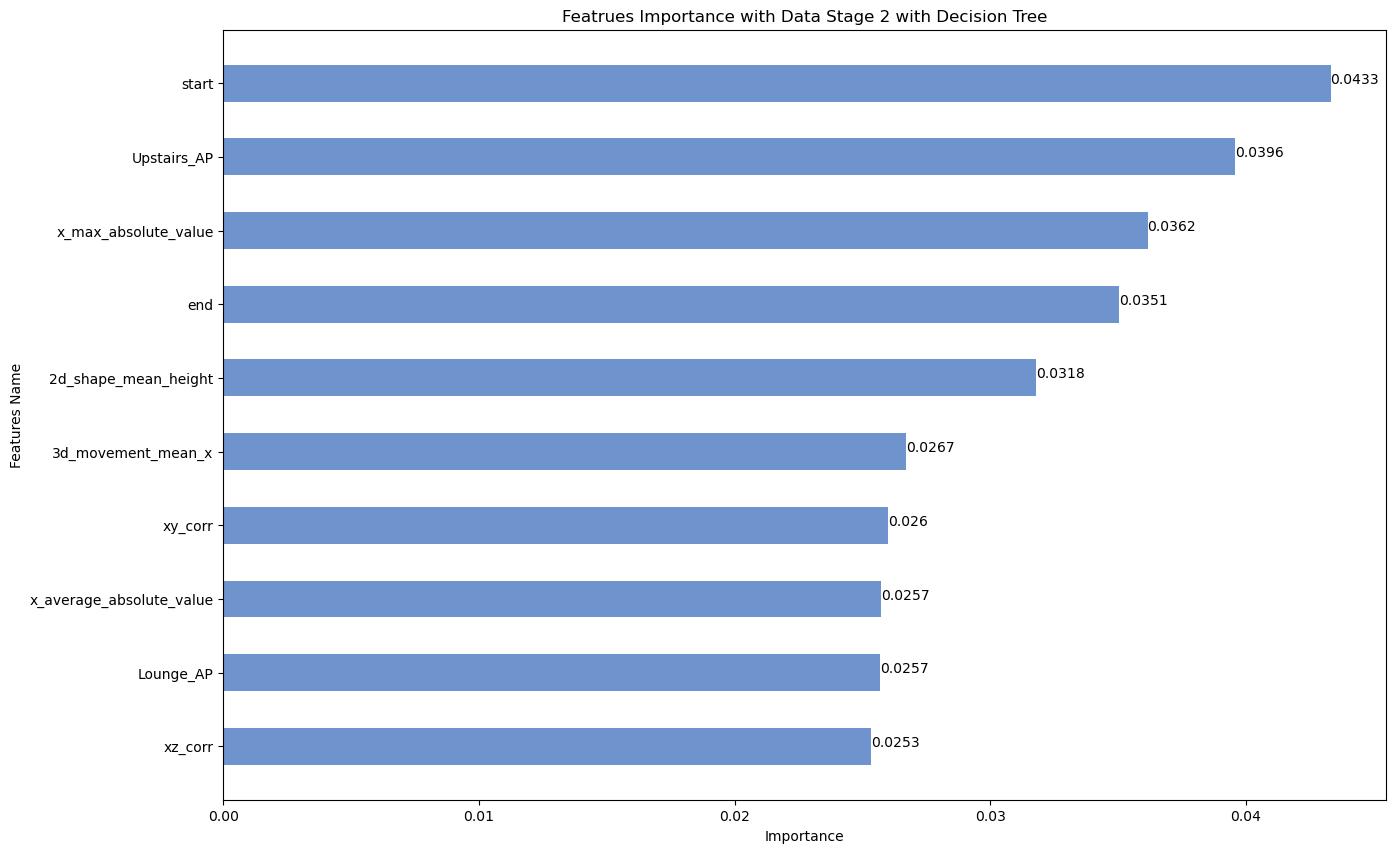 Featrues Importance with Data Stage 2 with Decision Tree
start
0.0433
Upstairs_AP
0.0396
x_max_absolute_value
0.0362
end
0.0351
2d_shape_mean_height
0.0318
3d_movement_mean_x
0.0267
xy_corr
0.026
x_average_absolute_value
0.0257
Lounge_AP
0.0257
xz_corr
0.0253
Features Name
0.00
0.01
0.02
0.03
0.04
Importance